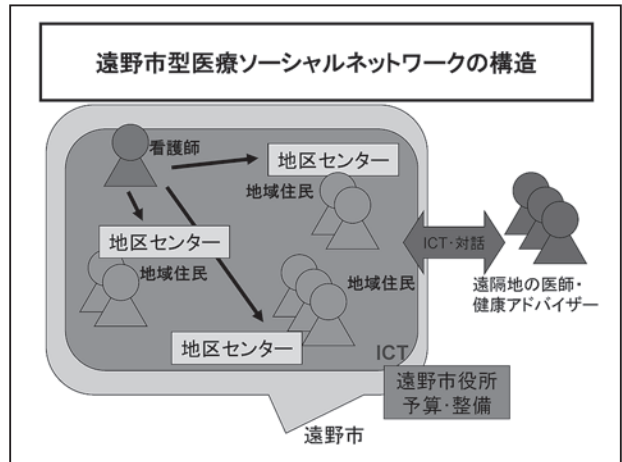 遠野市型医療ソーシャルネットワークの構造
看護師
地区センター
地域住民
地区センター
地域住民
地域住民
地区センター
ICT
ICT・対話
遠隔地の医師・
健康アドバイザー
遠野市役所
予算・整備
遠野市